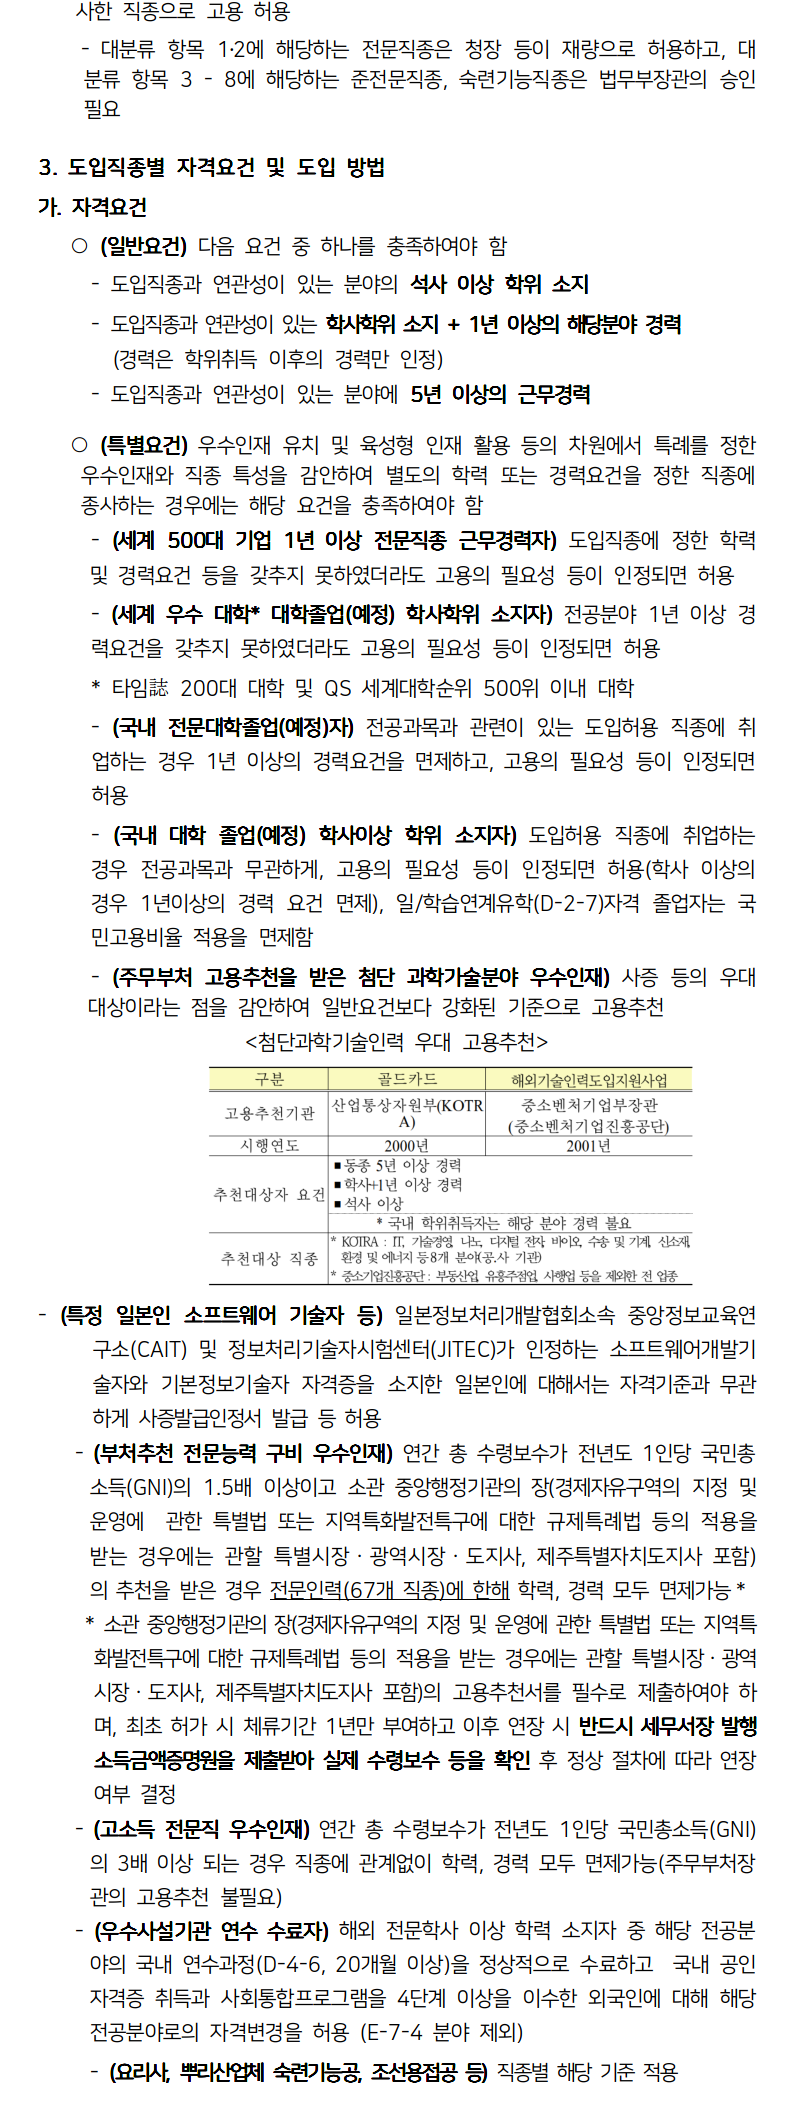 사한 직종으로 고용 허용
- 대분류 항목 1·2에 해당하는 전문직종은 청장 등이 재량으로 허용하고, 대
분류 항목 3 - 8에 해당하는 준전문직종, 숙련기능직종은 법무부장관의 승인
필요
3. 도입직종별 자격요건 및 도입 방법
가. 자격요건
○ (일반요건) 다음 요건 중 하나를 충족하여야 함
- 도입직종과 연관성이 있는 분야의 석사 이상 학위 소지
- 도입직종과 연관성이 있는 학사학위 소지 + 1년 이상의 해당분야 경력
(경력은 학위취득 이후의 경력만 인정)
- 도입직종과 연관성이 있는 분야에 5년 이상의 근무경력
○ (특별요건) 우수인재 유치 및 육성형 인재 활용 등의 차원에서 특례를 정한
우수인재와 직종 특성을 감안하여 별도의 학력 또는 경력요건을 정한 직종에
종사하는 경우에는 해당 요건을 충족하여야 함
- (세계 500대 기업 1년 이상 전문직종 근무경력자) 도입직종에 정한 학력
및 경력요건 등을 갖추지 못하였더라도 고용의 필요성 등이 인정되면 허용
- (세계 우수 대학* 대학졸업(예정) 학사학위 소지자) 전공분야 1년 이상 경
력요건을 갖추지 못하였더라도 고용의 필요성 등이 인정되면 허용
* 타임誌 200대 대학 및 QS 세계대학순위 500위 이내 대학
- (국내 전문대학졸업(예정)자) 전공과목과 관련이 있는 도입허용 직종에 취
업하는 경우 1년 이상의 경력요건을 면제하고, 고용의 필요성 등이 인정되면
허용
- (국내 대학 졸업(예정) 학사이상 학위 소지자) 도입허용 직종에 취업하는
경우 전공과목과 무관하게, 고용의 필요성 등이 인정되면 허용(학사 이상의
경우 1년이상의 경력 요건 면제), 일/학습연계유학(D-2-7)자격 졸업자는 국
민고용비율 적용을 면제함
- (주무부처 고용추천을 받은 첨단 과학기술분야 우수인재) 사증 등의 우대
대상이라는 점을 감안하여 일반요건보다 강화된 기준으로 고용추천
<첨단과학기술인력 우대 고용추천>
구분 골드카드 해외기술인력도입지원사업
고용추천기관 산업통상자원부(KOTR
A) 중소벤처기업부장관
(중소벤처기업진흥공단)
시행연도 2000년 2001년
추천대상자 요건 ■동종 5년 이상 경력
■학사+1년 이상 경력
■석사 이상
* 국내 학위취득자는 해당 분야 경력 불요
추천대상 직종 * KOTRA : IT, 기술경영, 나노, 디지털 전자, 바이오, 수송 및 기계, 신소재,
환경 및 에너지 등 8개 분야(공.사 기관)
* 중소기업진흥공단 : 부동산업, 유흥주점업, 사행업 등을 제외한 전 업종
- (특정 일본인 소프트웨어 기술자 등) 일본정보처리개발협회소속 중앙정보교육연
구소(CAIT) 및 정보처리기술자시험센터(JITEC)가 인정하는 소프트웨어개발기
술자와 기본정보기술자 자격증을 소지한 일본인에 대해서는 자격기준과 무관
하게 사증발급인정서 발급 등 허용
- (부처추천 전문능력 구비 우수인재) 연간 총 수령보수가 전년도 1인당 국민총
소득(GNI)의 1.5배 이상이고 소관 중앙행정기관의 장(경제자유구역의 지정 및
운영에 관한 특별법 또는 지역특화발전특구에 대한 규제특례법 등의 적용을
받는 경우에는 관할 특별시장·광역시장·도지사, 제주특별자치도지사 포함)
의 추천을 받은 경우 전문인력(67개 직종)에 한해 학력, 경력 모두 면제가능 *
* 소관 중앙행정기관의 장(경제자유구역의 지정 및 운영에 관한 특별법 또는 지역특
화발전특구에 대한 규제특례법 등의 적용을 받는 경우에는 관할 특별시장·광역
시장·도지사, 제주특별자치도지사 포함)의 고용추천서를 필수로 제출하여야 하
며, 최초 허가 시 체류기간 1년만 부여하고 이후 연장 시 반드시 세무서장 발행
소득금액증명원을 제출받아 실제 수령보수 등을 확인 후 정상 절차에 따라 연장
여부 결정
- (고소득 전문직 우수인재) 연간 총 수령보수가 전년도 1인당 국민총소득(GNI)
의 3배 이상 되는 경우 직종에 관계없이 학력, 경력 모두 면제가능(주무부처장
관의 고용추천 불필요)
- (우수사설기관 연수 수료자) 해외 전문학사 이상 학력 소지자 중 해당 전공분
야의 국내 연수과정(D-4-6, 20개월 이상)을 정상적으로 수료하고 국내 공인
자격증 취득과 사회통합프로그램을 4단계 이상을 이수한 외국인에 대해 해당
전공분야로의 자격변경을 허용 (E-7-4 분야 제외)
- (요리사, 뿌리산업체 숙련기능공, 조선용접공 등) 직종별 해당 기준 적용